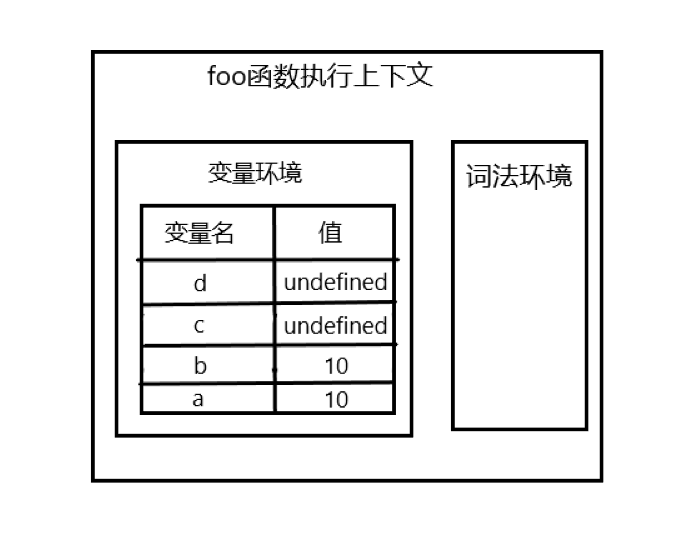 foo函数执行上下文
变量环境
词法环境
变量名 值
d undefined
c undefined
b 10
a 10